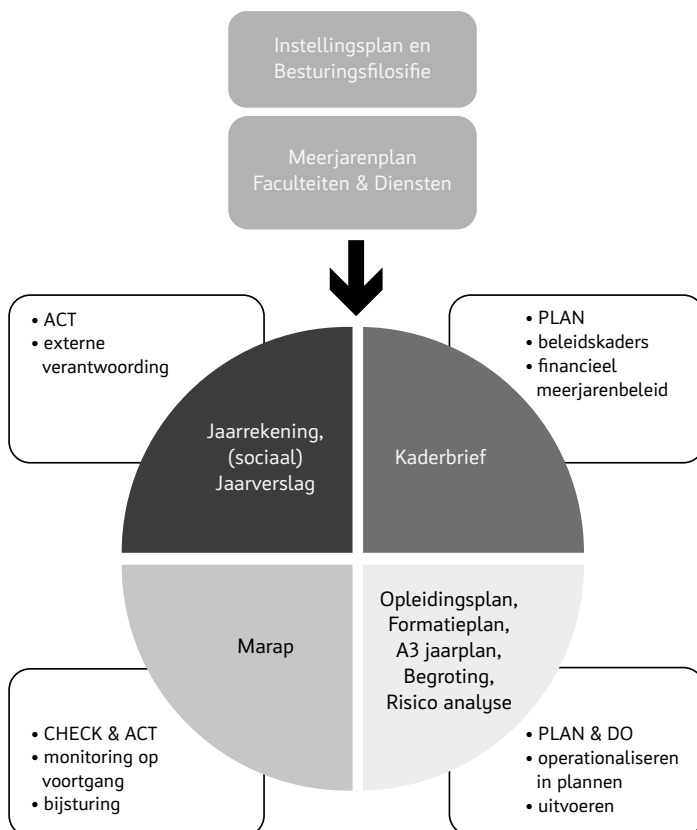 Instellingsplan en
Besturingsfilosofie
Meerjarenplan
Faculteiten & Diensten
• ACT
• externe
verantwoording
• PLAN
• beleidskaders
• financieel
meerjarenbeleid
Jaarrekening,
(sociaal)
Jaarverslag
Kaderbrief
Marap
Opleidingsplan,
Formatieplan,
A3 jaarplan,
Begroting,
Risico analyse
• CHECK & ACT
• monitoring op
voortgang
• bijsturing
• PLAN & DO
• operationaliseren
in plannen
• uitvoeren